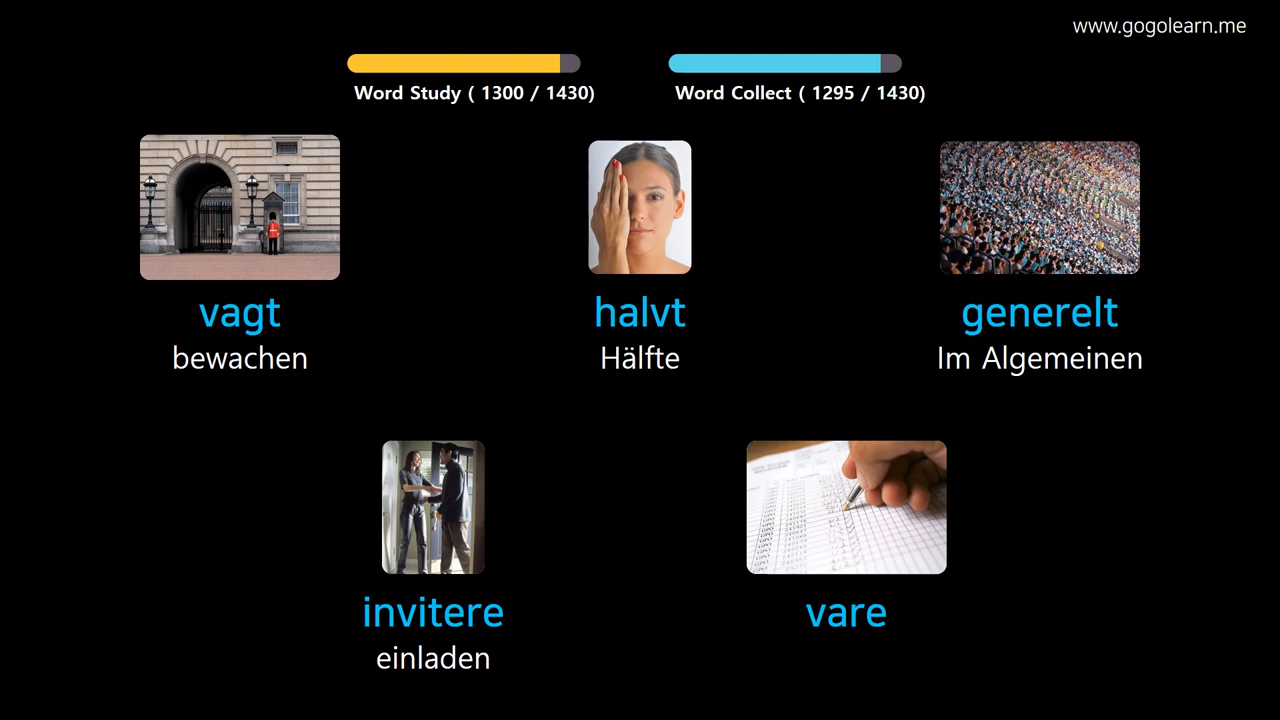 www.gogolearn.me
Word Study ( 1300 / 1430)
Word Collect ( 1295 / 1430)
vagt
bewachen
halvt
Hälfte
generelt
Im Algemeinen
invitere
einladen
vare